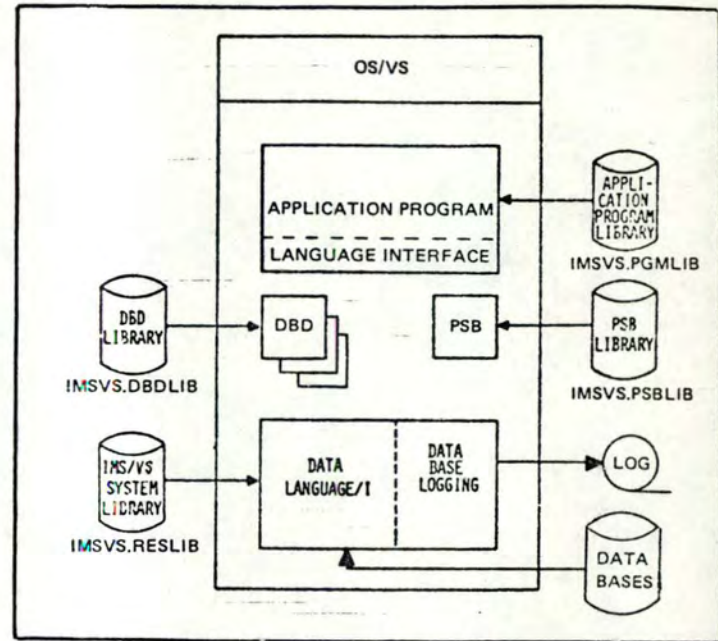 OS/VS
APPLICATION PROGRAM
LANGUAGE INTERFACE
APPLI-
CATION
PROGRAM
LIBRARY
IMSVS.PGMLIB
DBD
LIBRARY
IMSVS.DBDLIB
DBD
PSB
PSB
LIBRARY
IMSVS.PSBLIB
IMS/VS
SYSTEM
LIBRARY
IMSVS.RESLIB
DATA
LANGUAGE/I
DATA
BASE
LOGGING
LOG
DATA
BASES